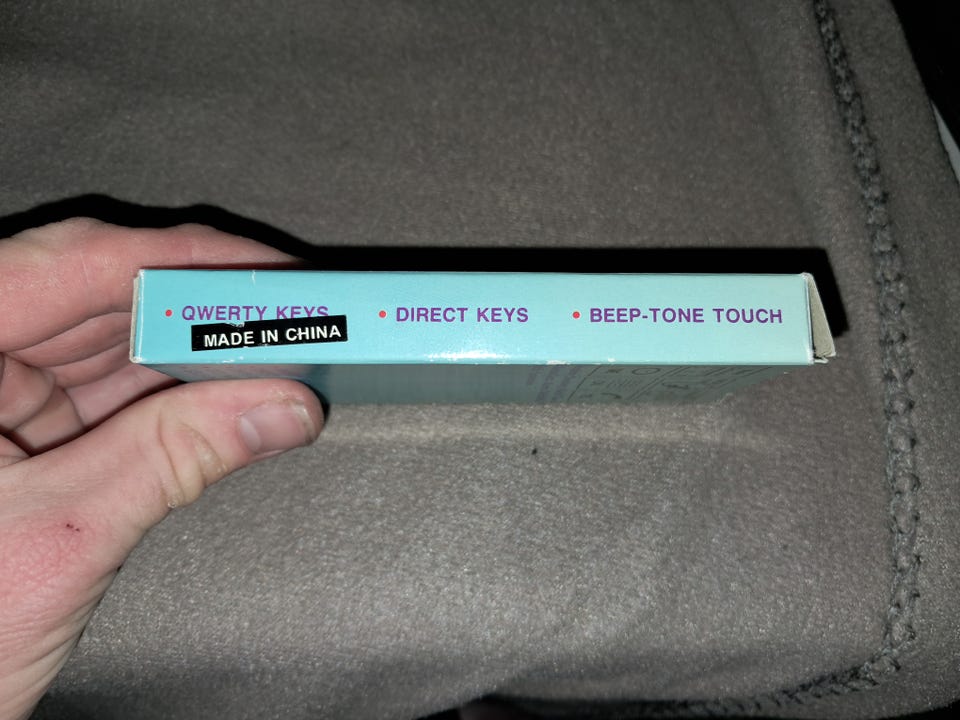 • QWERTY KEYS • DIRECT KEYS • BEEP-TONE TOUCH
MADE IN CHINA